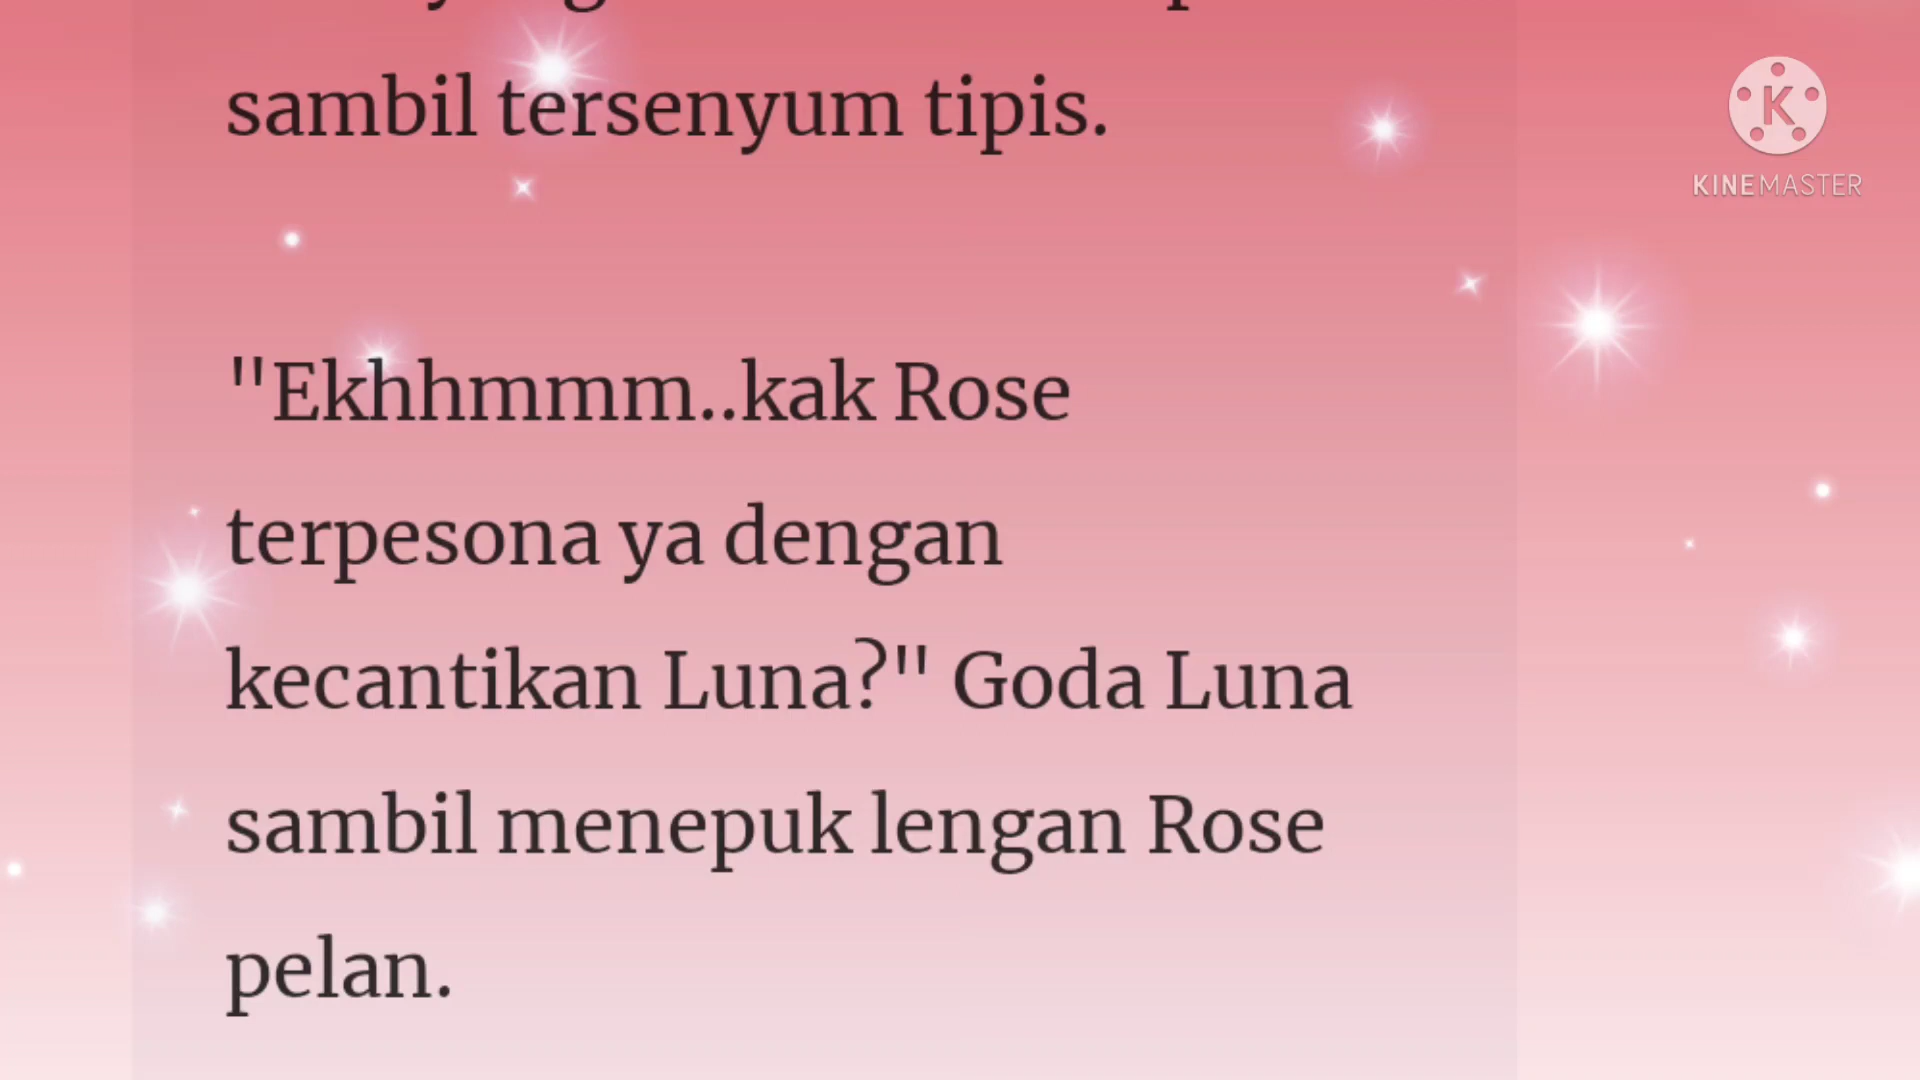 sambil tersenyum tipis.
"Ekhhmmm..kak Rose
terpesona ya dengan
kecantikan Luna?" Goda Luna
sambil menepuk lengan Rose
pelan.
K
KINEMASTER